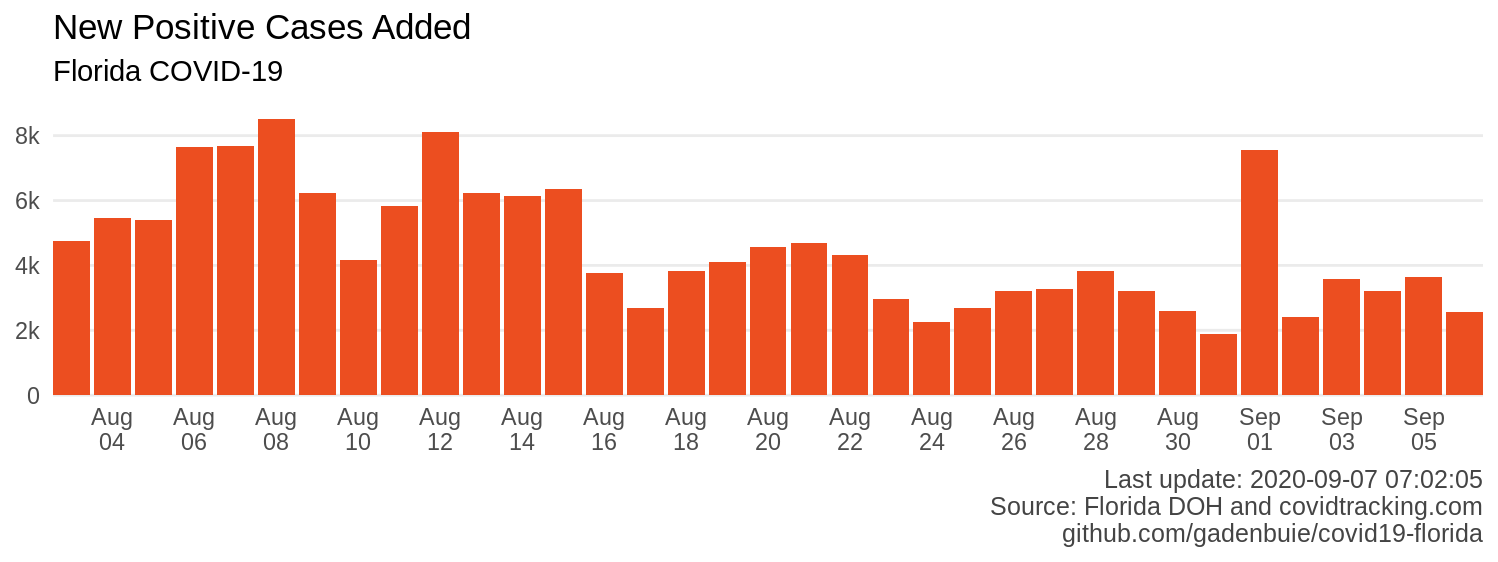 New Positive Cases Added
Florida COVID-19
8k
6k
4k
2k
0
Aug Aug Aug Aug Aug Aug Aug Aug Aug Aug Aug Aug Aug Aug Sep Sep Sep
04 06 08 10 12 14 16 18 20 22 24 26 28 30 01 03 05
Last update: 2020-09-07 07:02:05
Source: Florida DOH and covidtracking.com
github.com/gadenbuie/covid19-florida